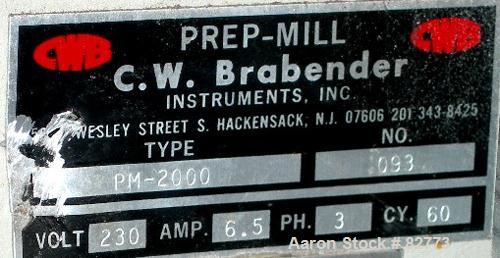 CWB PREP-MILL CWB
C.W. Brabender
INSTRUMENTS, INC.
WESLEY STREET S. HACKENSACK, N.J. 07606 201 343-8425
TYPE NO.
PM-2000 093
VOLT 230 AMP. 6.5 PH. 3 CY. 60
Aaron Stock # 82773